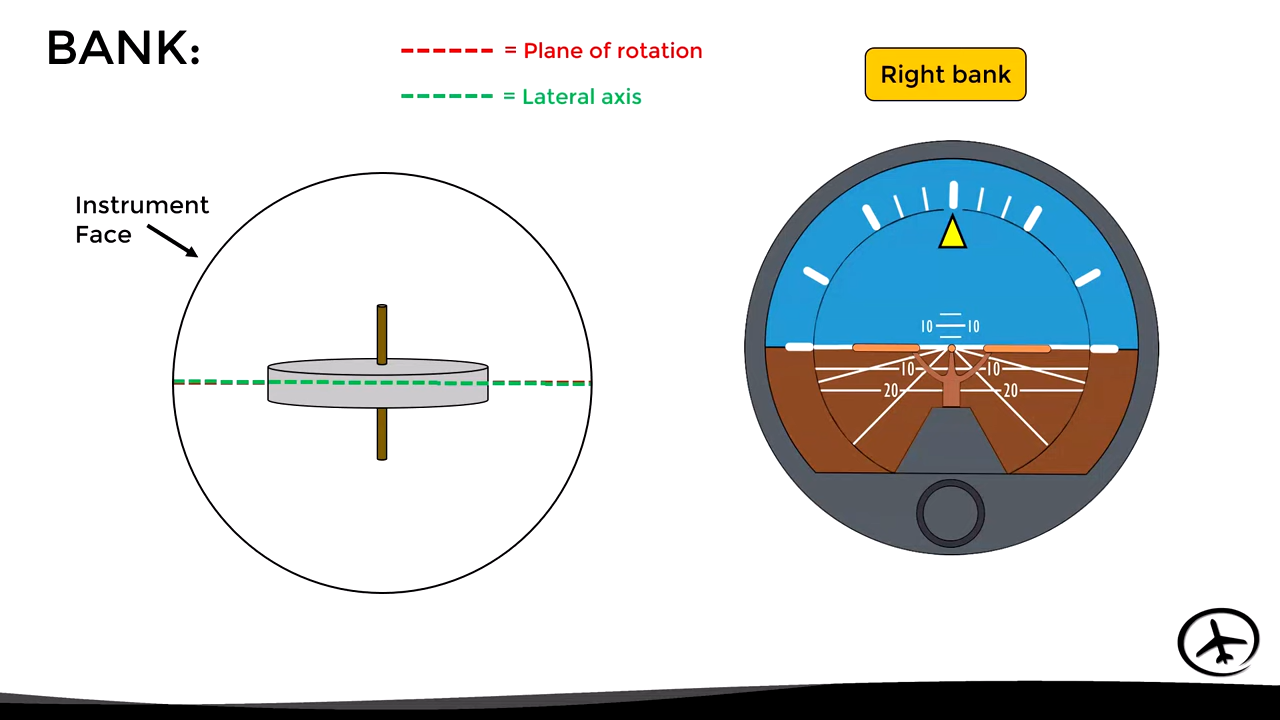 BANK:
= Plane of rotation
= Lateral axis
Right bank
Instrument
Face
10 10
10 10
20 20